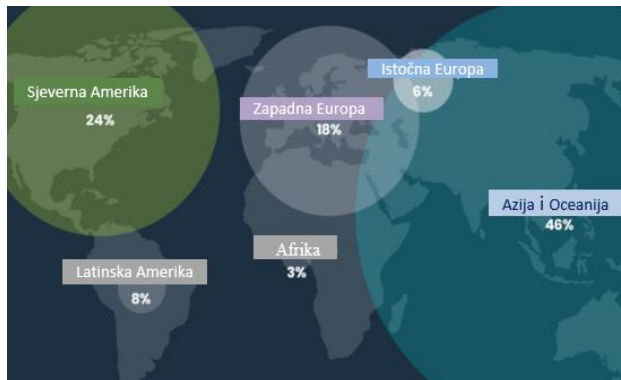 Sjeverna Amerika
24%
Zapadna Europa
18%
Istočna Europa
6%
Azija i Oceanija
46%
Latinska Amerika
8%
Afrika
3%